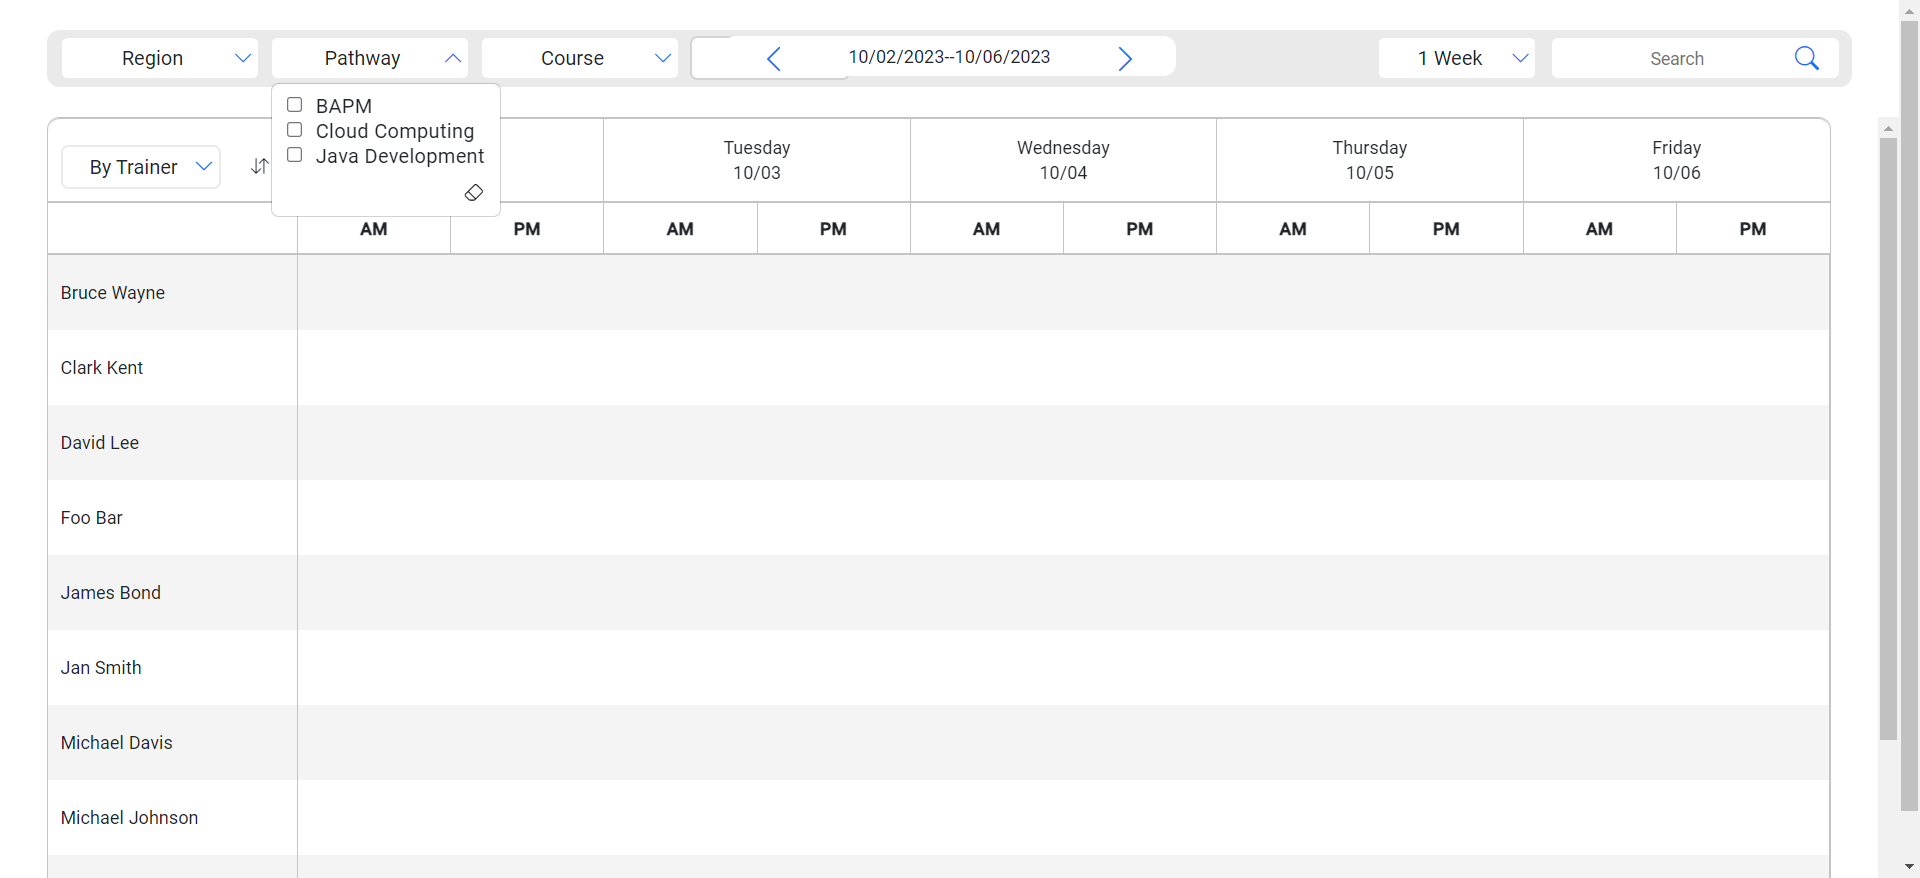 Region
Pathway
Course
10/02/2023--10/06/2023
1 Week
Search
BAPM
Cloud Computing
Java Development
By Trainer
Tuesday
10/03
Wednesday
10/04
Thursday
10/05
Friday
10/06
AM PM AM PM AM PM AM PM AM PM
Bruce Wayne
Clark Kent
David Lee
Foo Bar
James Bond
Jan Smith
Michael Davis
Michael Johnson